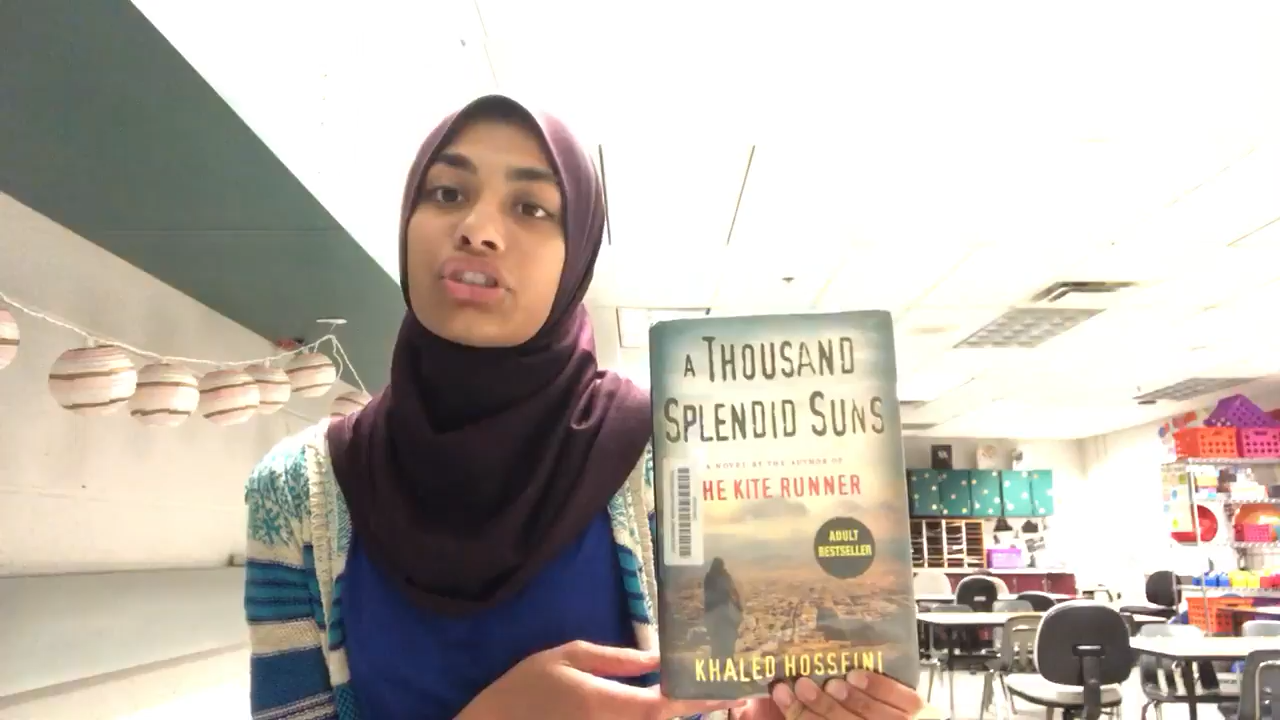 A THOUSAND
SPLENDID SUNS
A NOVEL BY THE AUTHOR OF
HE KITE RUNNER
ADULT
BESTSELLER
KHALED HOSSEINI